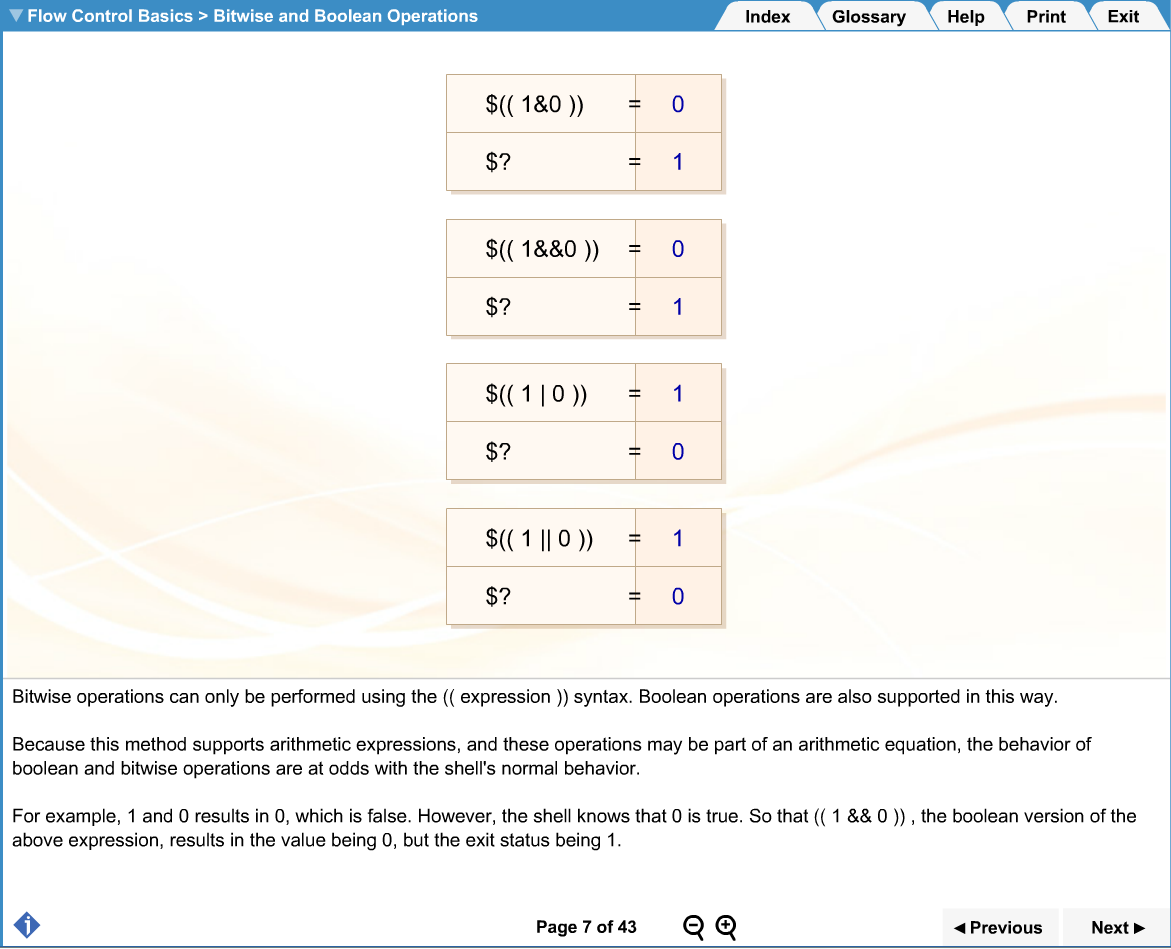 ▼ Flow Control Basics > Bitwise and Boolean Operations
Index Glossary Help Print Exit
$(( 1&0 )) = 0
$? = 1
$(( 1&&0 )) = 0
$? = 1
$(( 1 | 0 )) = 1
$? = 0
$(( 1 || 0 )) = 1
$? = 0
Bitwise operations can only be performed using the (( expression )) syntax. Boolean operations are also supported in this way.
Because this method supports arithmetic expressions, and these operations may be part of an arithmetic equation, the behavior of
boolean and bitwise operations are at odds with the shell's normal behavior.
For example, 1 and 0 results in 0, which is false. However, the shell knows that 0 is true. So that (( 1 && 0 )) , the boolean version of the
above expression, results in the value being 0, but the exit status being 1.
i
Page 7 of 43
◄ Previous
Next ►